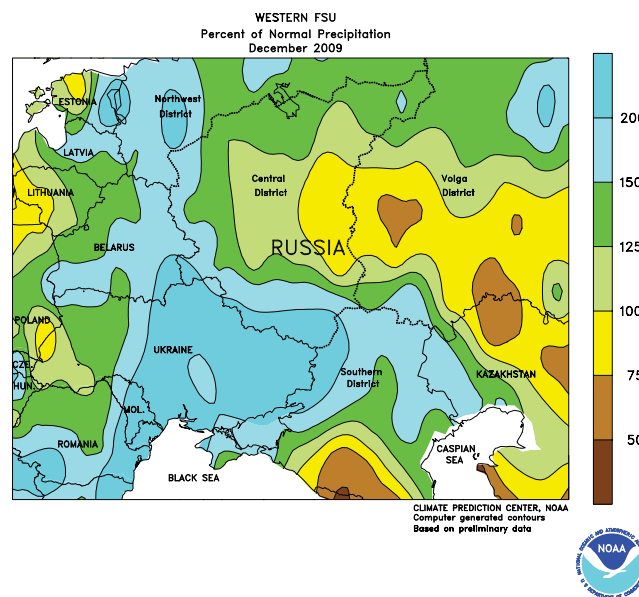 WESTERN FSU
Percent of Normal Precipitation
December 2009
ESTONIA
Northwest
District
LATVIA
LITHUANIA
Central
District
Volga
District
BELARUS
RUSSIA
POLAND
UKRAINE
CZE.
HUN.
Southern
District
KAZAKHSTAN
MOL.
ROMANIA
CASPIAN
SEA
BLACK SEA
200
150
125
100
75
50
CLIMATE PREDICTION CENTER, NOAA
Computer generated contours
Based on preliminary data
NOAA